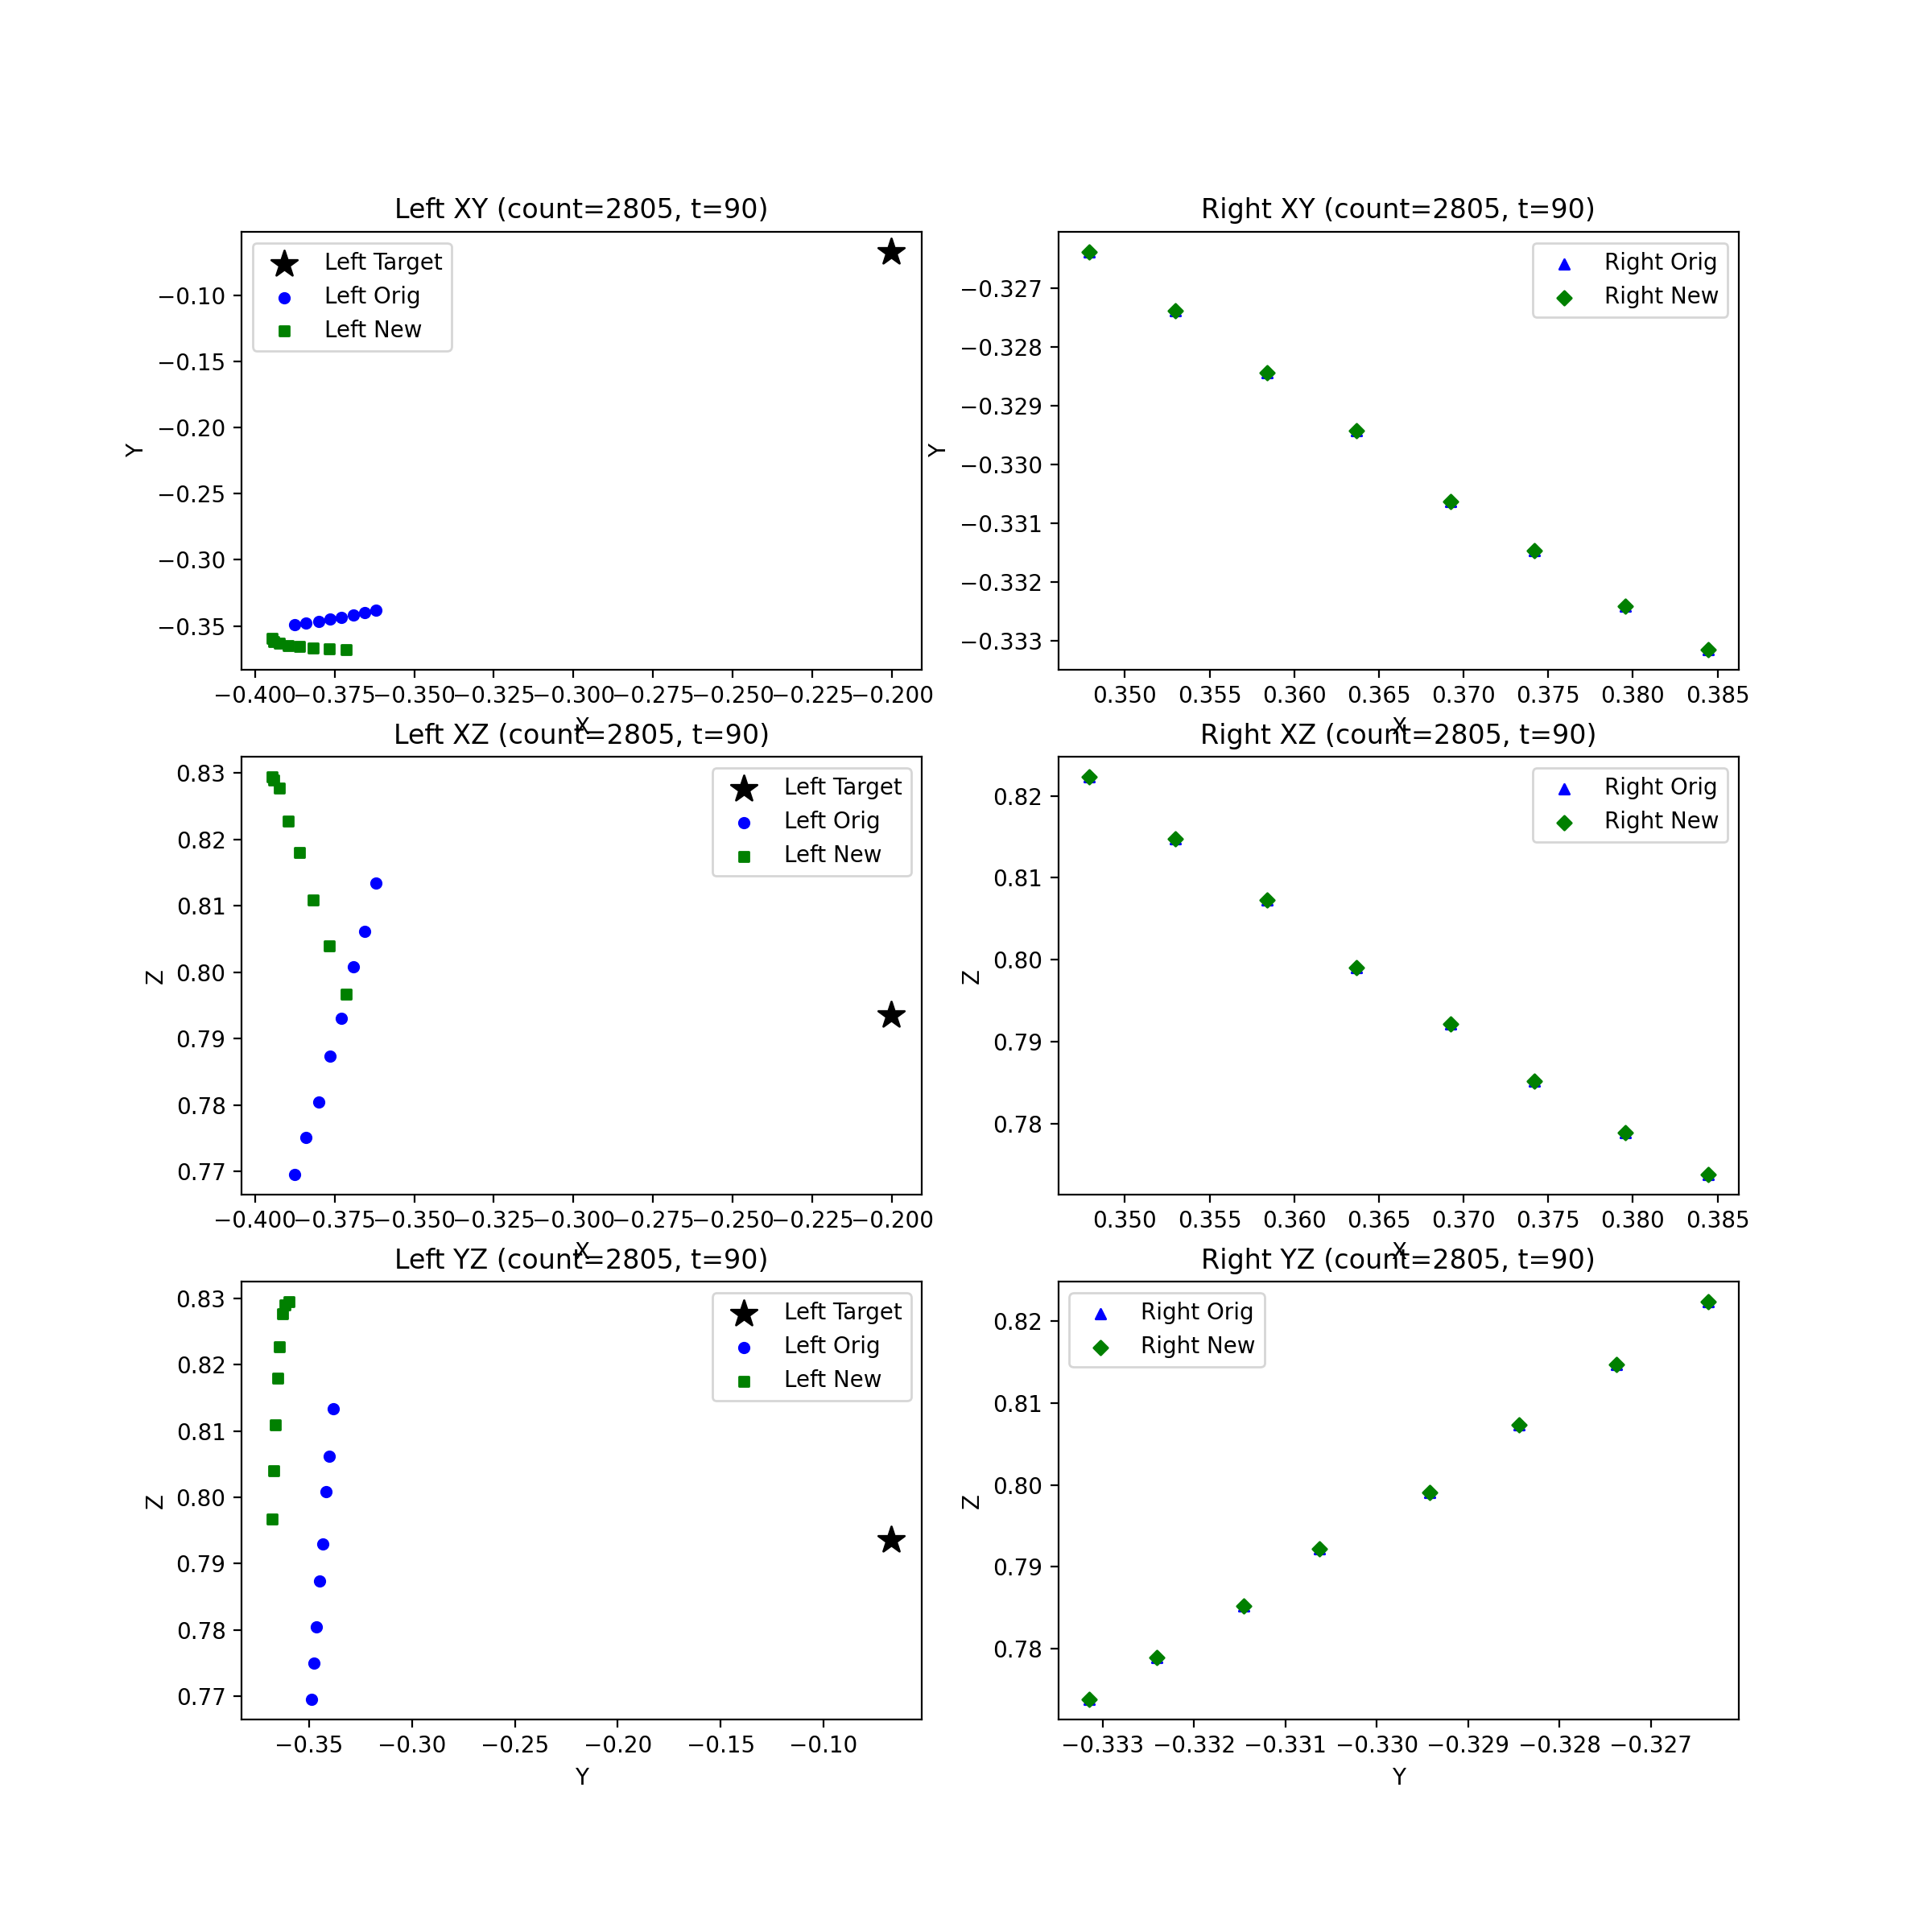 Left XY (count=2805, t=90)
Left Target
Left Orig
Left New
Y
−0.10
−0.15
−0.20
−0.25
−0.30
−0.35
−0.400 −0.375 −0.350 −0.325 −0.300 −0.275 −0.250 −0.225 −0.200
X
Right XY (count=2805, t=90)
Right Orig
Right New
Y
−0.327
−0.328
−0.329
−0.330
−0.331
−0.332
−0.333
0.350 0.355 0.360 0.365 0.370 0.375 0.380 0.385
X
Left XZ (count=2805, t=90)
Left Target
Left Orig
Left New
Z
0.83
0.82
0.81
0.80
0.79
0.78
0.77
−0.400 −0.375 −0.350 −0.325 −0.300 −0.275 −0.250 −0.225 −0.200
X
Right XZ (count=2805, t=90)
Right Orig
Right New
Z
0.82
0.81
0.80
0.79
0.78
0.350 0.355 0.360 0.365 0.370 0.375 0.380 0.385
X
Left YZ (count=2805, t=90)
Left Target
Left Orig
Left New
Z
0.83
0.82
0.81
0.80
0.79
0.78
0.77
−0.35 −0.30 −0.25 −0.20 −0.15 −0.10
Y
Right YZ (count=2805, t=90)
Right Orig
Right New
Z
0.82
0.81
0.80
0.79
0.78
−0.333 −0.332 −0.331 −0.330 −0.329 −0.328 −0.327
Y